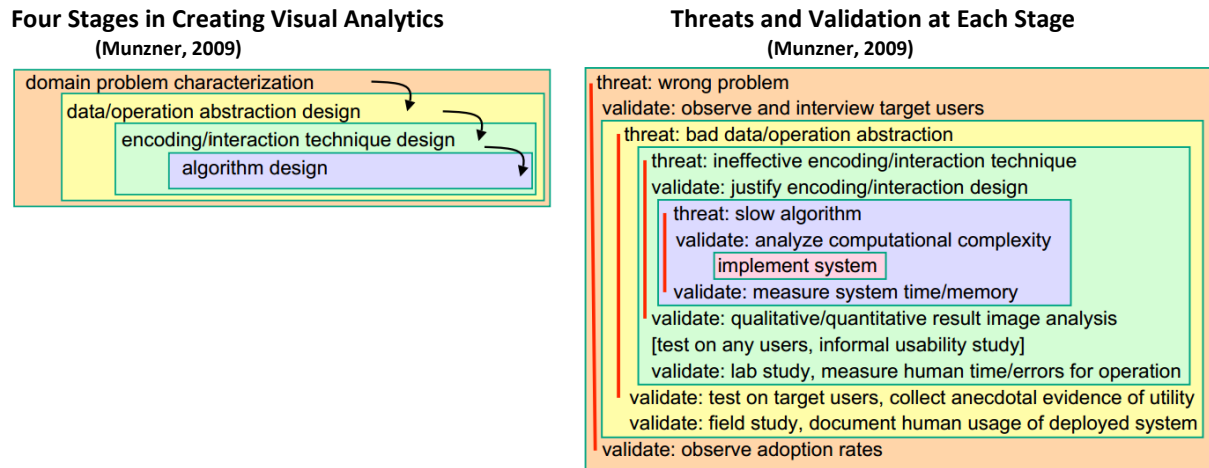 Four Stages in Creating Visual Analytics
(Munzner, 2009)
domain problem characterization
data/operation abstraction design
encoding/interaction technique design
algorithm design
Threats and Validation at Each Stage
(Munzner, 2009)
threat: wrong problem
validate: observe and interview target users
threat: bad data/operation abstraction
threat: ineffective encoding/interaction technique
validate: justify encoding/interaction design
threat: slow algorithm
validate: analyze computational complexity
implement system
validate: measure system time/memory
validate: qualitative/quantitative result image analysis
[test on any users, informal usability study]
validate: lab study, measure human time/errors for operation
validate: test on target users, collect anecdotal evidence of utility
validate: field study, document human usage of deployed system
validate: observe adoption rates